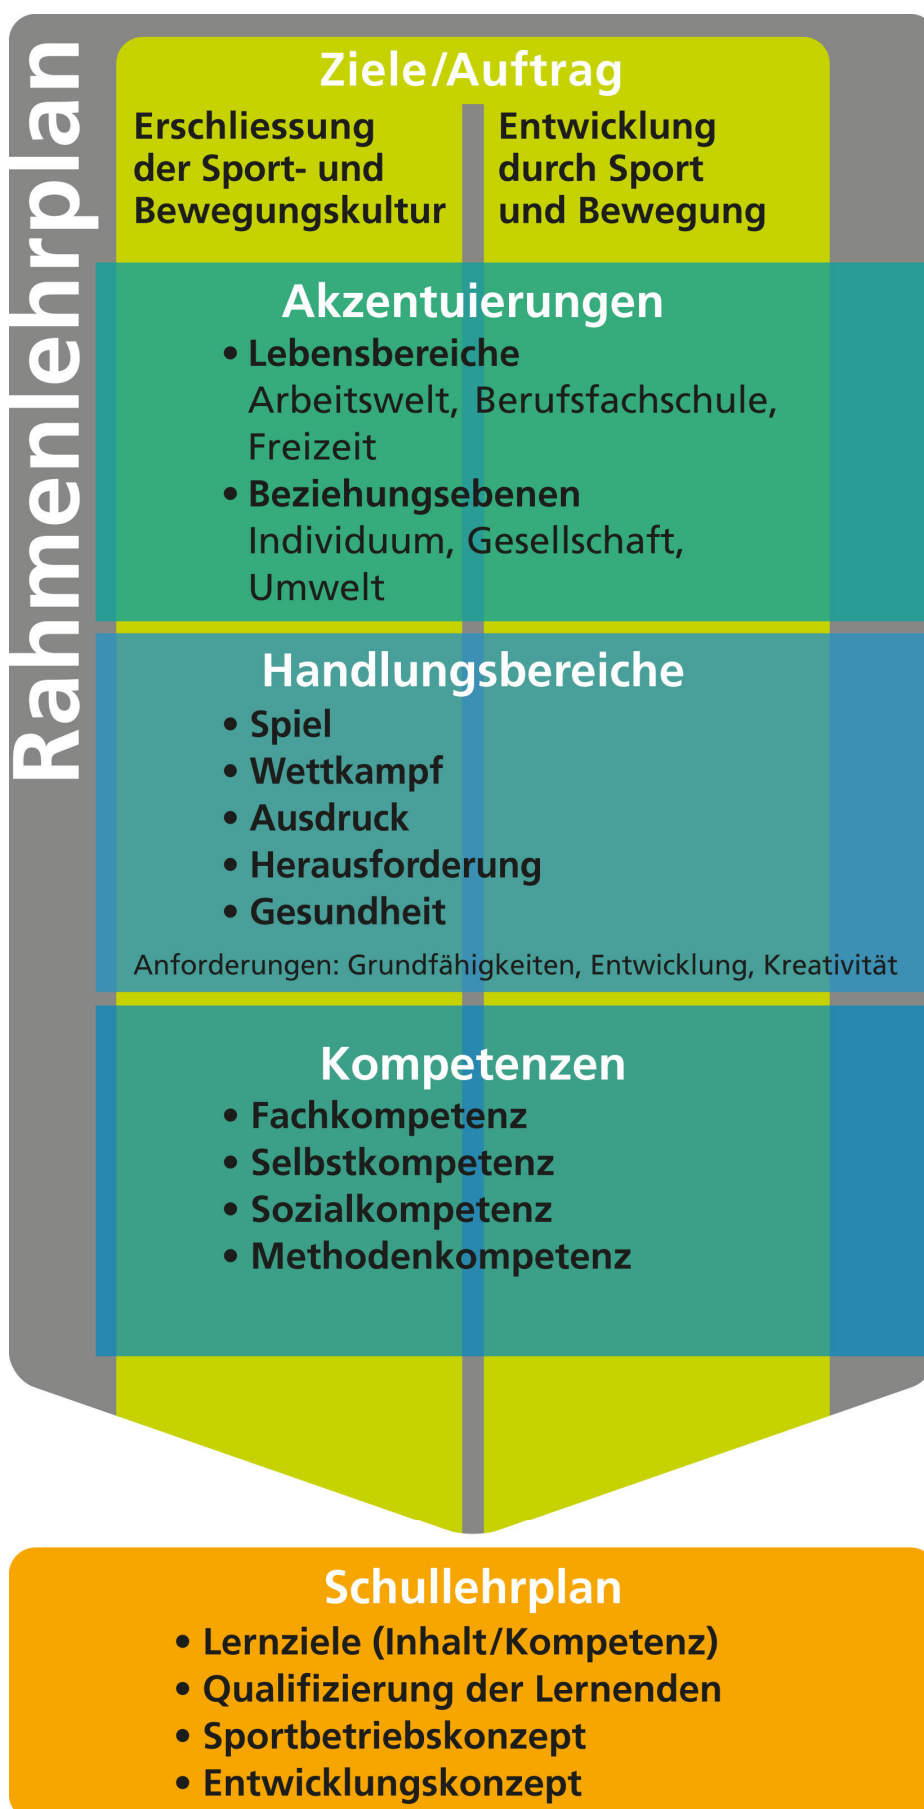 Rahmenlehrplan
Ziele/Auftrag
Erschliessung
der Sport- und
Bewegungskultur
Entwicklung
durch Sport
und Bewegung
Akzentuierungen
• Lebensbereiche
Arbeitswelt, Berufsfachschule,
Freizeit
• Beziehungsebenen
Individuum, Gesellschaft,
Umwelt
Handlungsbereiche
• Spiel
• Wettkampf
• Ausdruck
• Herausforderung
• Gesundheit
Anforderungen: Grundfähigkeiten, Entwicklung, Kreativität
Kompetenzen
• Fachkompetenz
• Selbstkompetenz
• Sozialkompetenz
• Methodenkompetenz
Schullehrplan
• Lernziele (Inhalt/Kompetenz)
• Qualifizierung der Lernenden
• Sportbetriebskonzept
• Entwicklungskonzept